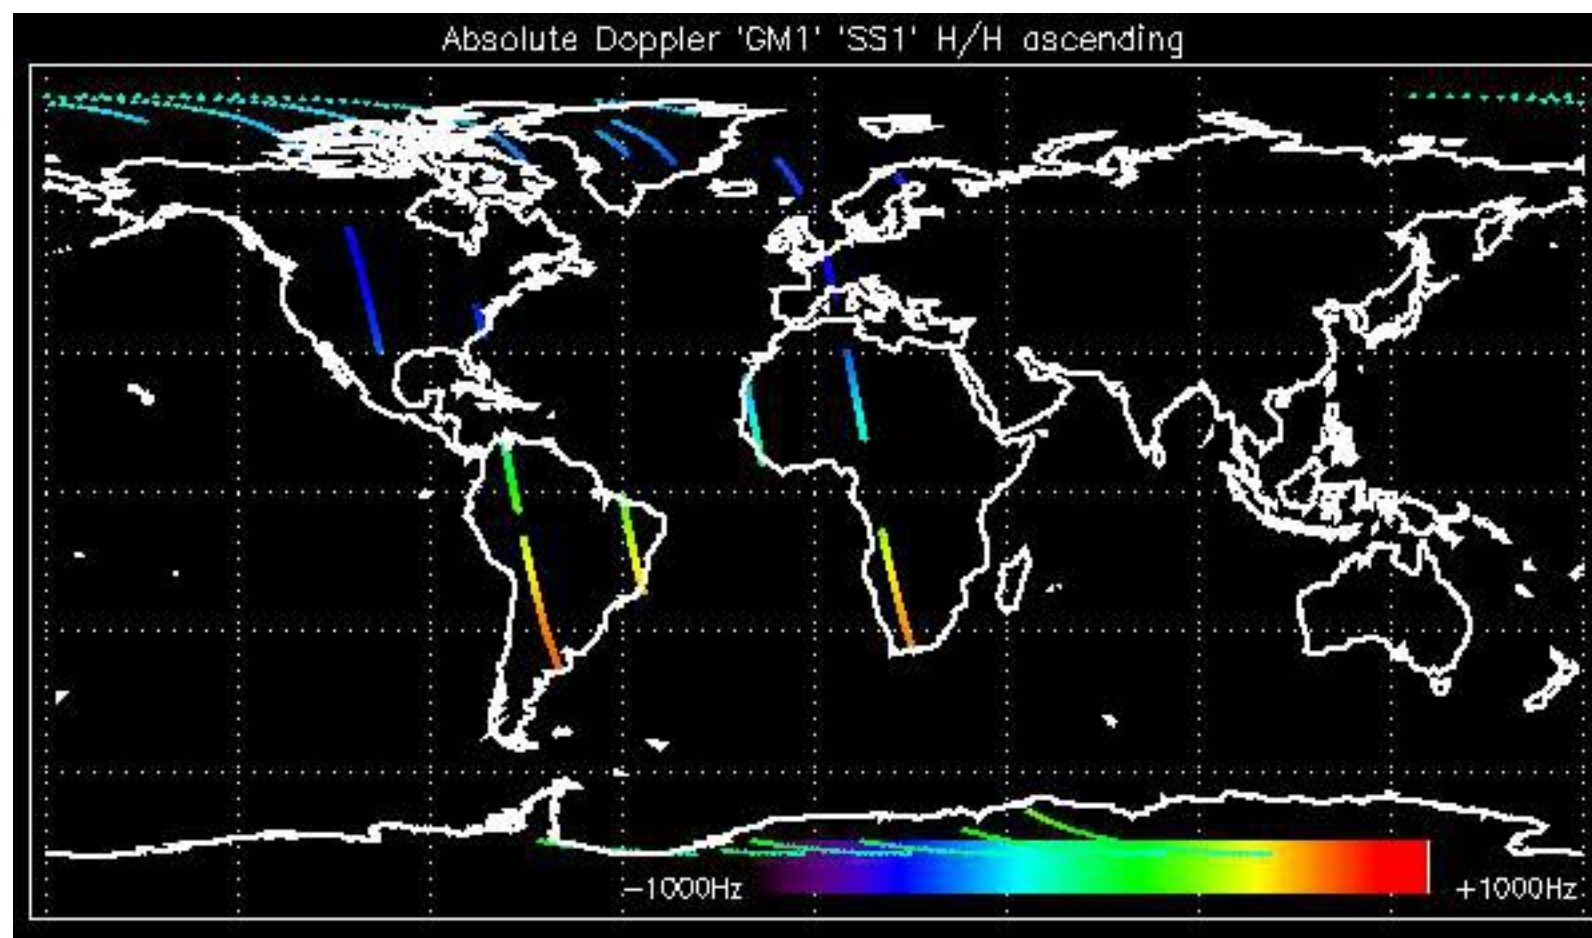 Absolute Doppler 'GM1' 'SS1' H/H ascending
-1000Hz
+1000Hz